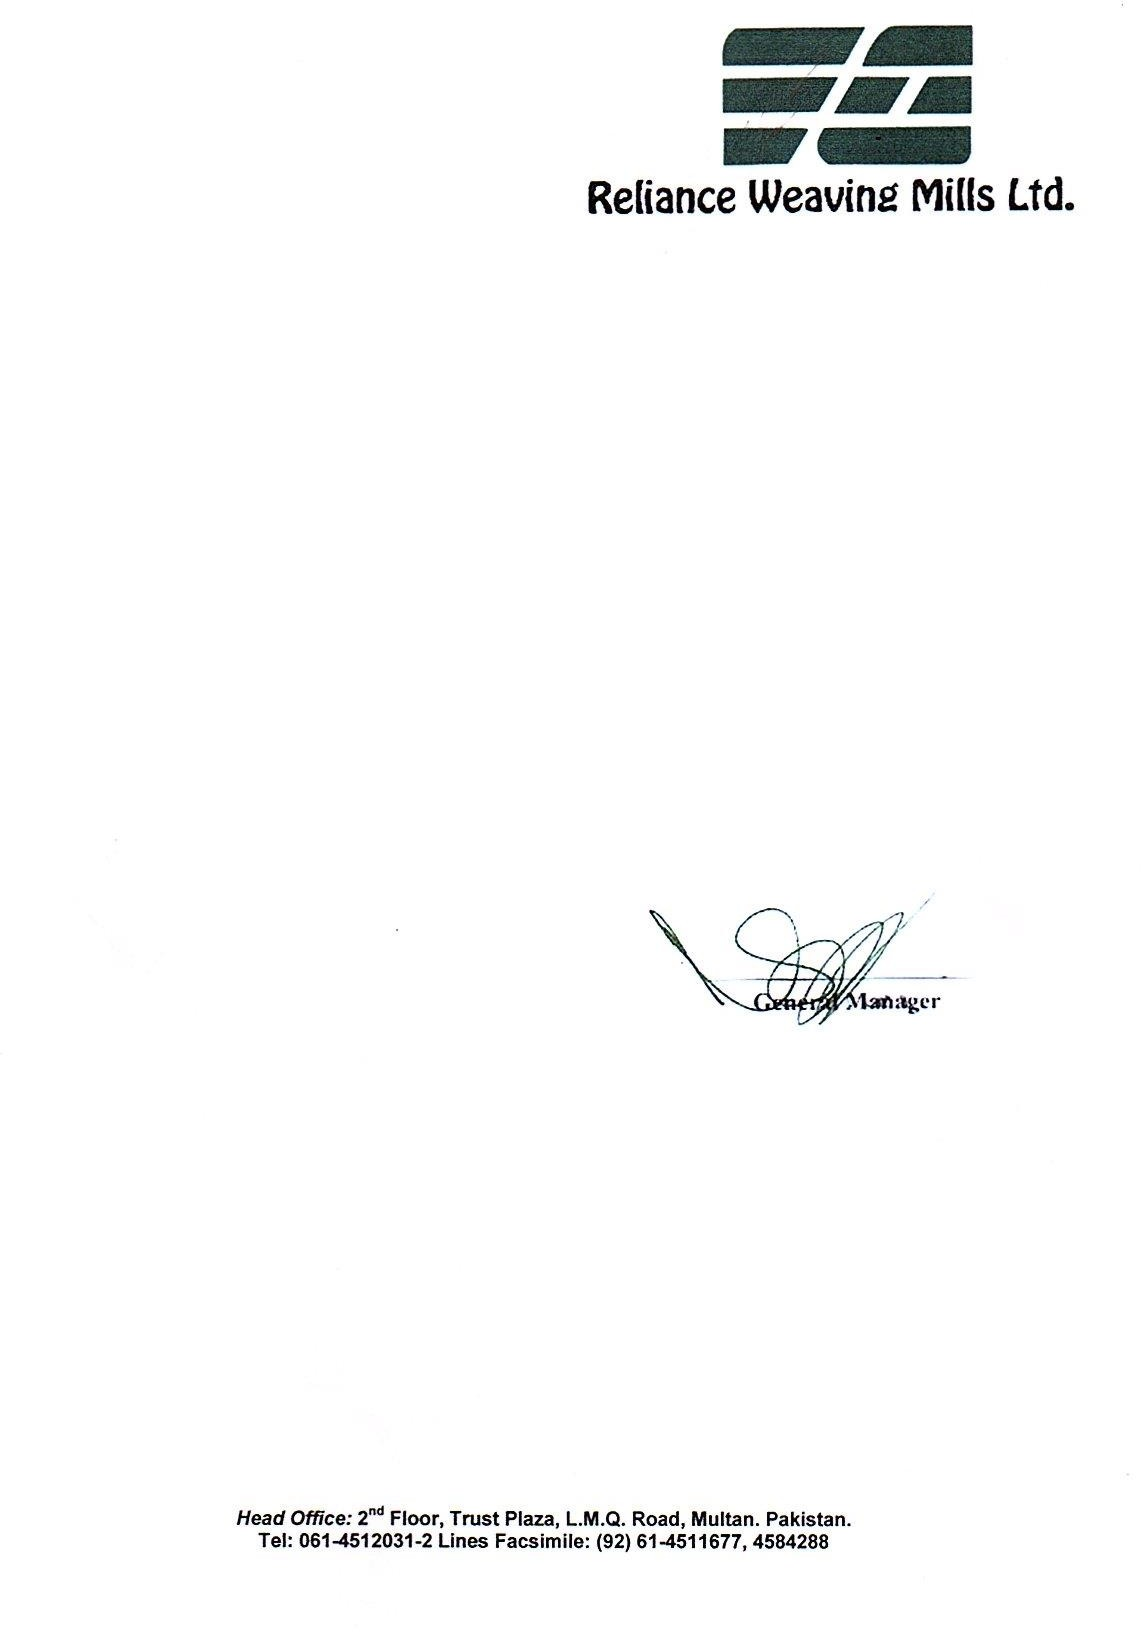 Reliance Weaving Mills Ltd.
General Manager
Head Office: 2nd Floor, Trust Plaza, L.M.Q. Road, Multan. Pakistan.
Tel: 061-4512031-2 Lines Facsimile: (92) 61-4511677, 4584288